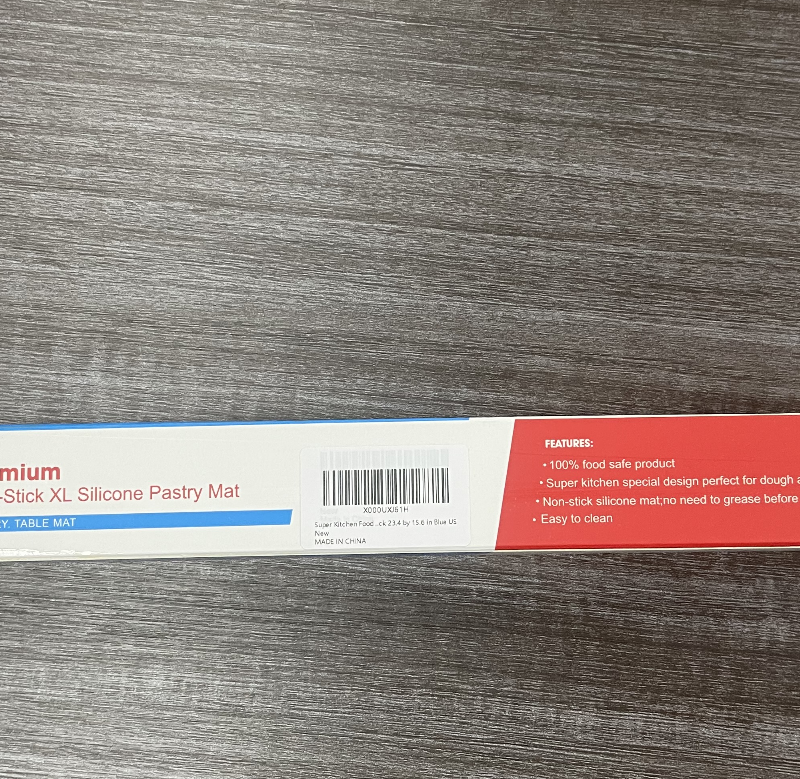 mium
-Stick XL Silicone Pastry Mat
RY, TABLE MAT
X000UXJ61H
Super Kitchen Food ...ck 23.4 by 15.6 in Blue US
New
MADE IN CHINA
FEATURES:
• 100% food safe product
• Super kitchen special design perfect for dough a
• Non-stick silicone mat;no need to grease before
• Easy to clean